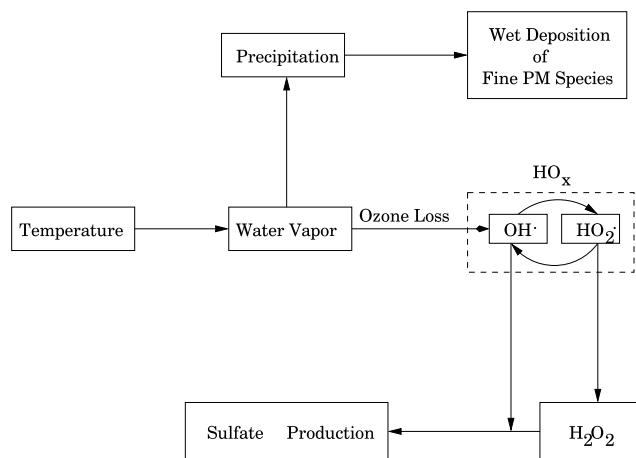 Precipitation
Wet Deposition
of
Fine PM Species
HOx
Temperature
Water Vapor
Ozone Loss
OH·
HO2·
Sulfate Production
H2O2